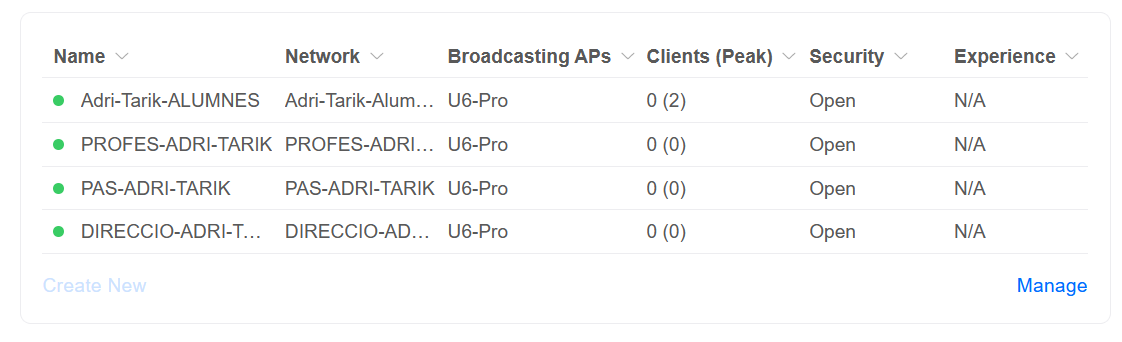 Name Network Broadcasting APs Clients (Peak) Security Experience
Adri-Tarik-ALUMNES Adri-Tarik-Alum... U6-Pro 0 (2) Open N/A
PROFES-ADRI-TARIK PROFES-ADRI... U6-Pro 0 (0) Open N/A
PAS-ADRI-TARIK PAS-ADRI-TARIK U6-Pro 0 (0) Open N/A
DIRECCIO-ADRI-T... DIRECCIO-AD... U6-Pro 0 (0) Open N/A
Create New Manage